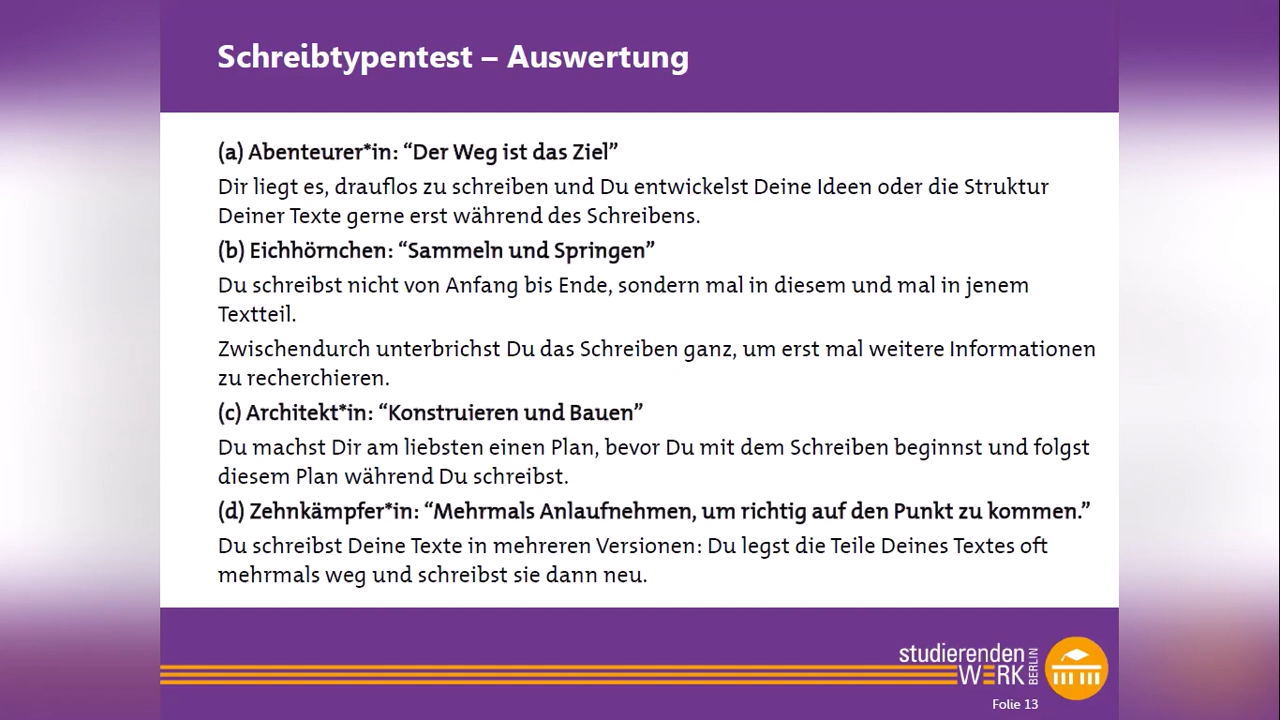 Schreibtypentest – Auswertung
(a) Abenteurer*in: “Der Weg ist das Ziel”
Dir liegt es, drauflos zu schreiben und Du entwickelst Deine Ideen oder die Struktur
Deiner Texte gerne erst während des Schreibens.
(b) Eichhörnchen: “Sammeln und Springen”
Du schreibst nicht von Anfang bis Ende, sondern mal in diesem und mal in jenem
Textteil.
Zwischendurch unterbrichst Du das Schreiben ganz, um erst mal weitere Informationen
zu recherchieren.
(c) Architekt*in: “Konstruieren und Bauen”
Du machst Dir am liebsten einen Plan, bevor Du mit dem Schreiben beginnst und folgst
diesem Plan während Du schreibst.
(d) Zehnkämpfer*in: “Mehrmals Anlaufnehmen, um richtig auf den Punkt zu kommen.”
Du schreibst Deine Texte in mehreren Versionen: Du legst die Teile Deines Textes oft
mehrmals weg und schreibst sie dann neu.
studierenden
WERK
BERLIN
Folie 13